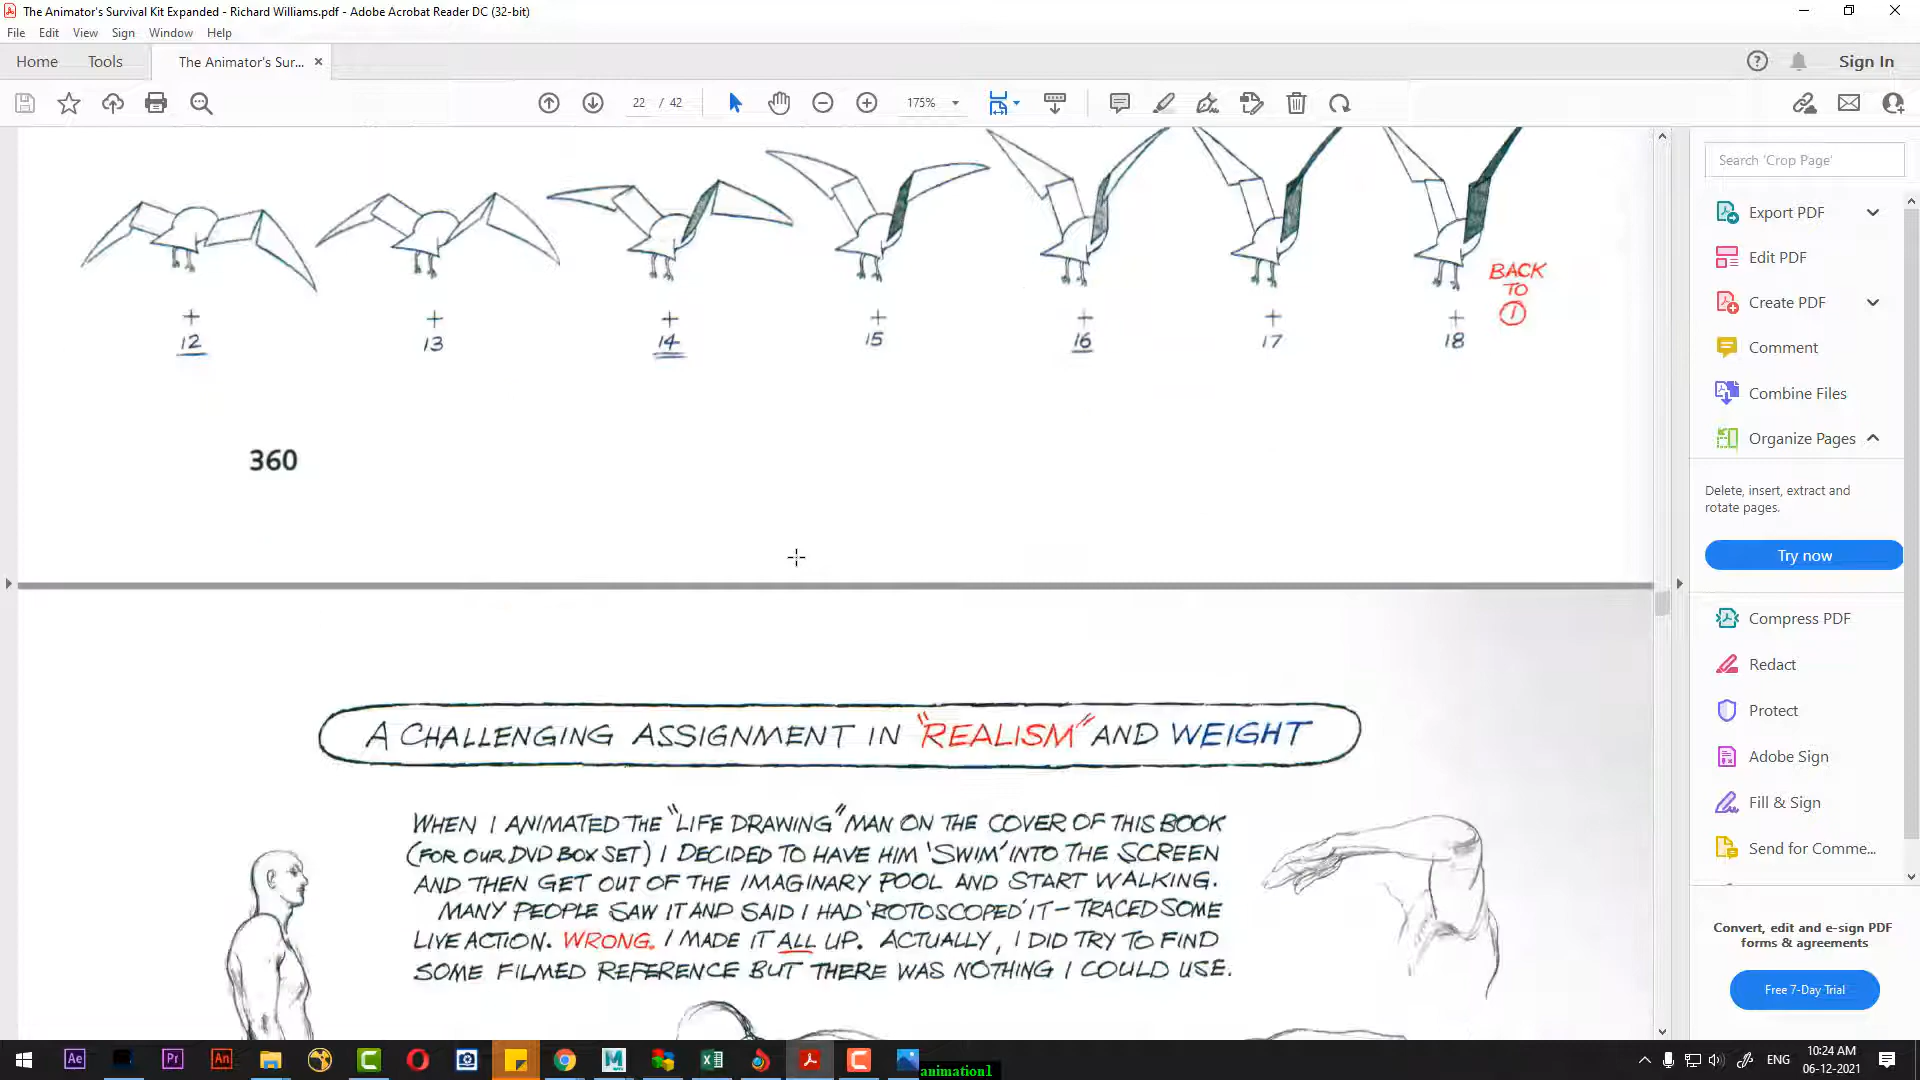 The Animator's Survival Kit Expanded - Richard Williams.pdf - Adobe Acrobat Reader DC (32-bit)
File Edit View Sign Window Help
Home Tools The Animator's Sur... × Sign In
22 / 42 175%
Search 'Crop Page'
Export PDF
Edit PDF
Create PDF
Comment
Combine Files
Organize Pages
Delete, insert, extract and
rotate pages.
Try now
Compress PDF
Redact
Protect
Adobe Sign
Fill & Sign
Send for Comme...
Convert, edit and e-sign PDF
forms & agreements
Free 7-Day Trial
BACK
TO
1
+ + + + + + +
12 13 14 15 16 17 18
360
A CHALLENGING ASSIGNMENT IN "REALISM" AND WEIGHT
WHEN I ANIMATED THE "LIFE DRAWING" MAN ON THE COVER OF THIS BOOK
(FOR OUR DVD BOX SET) I DECIDED TO HAVE HIM 'SWIM' INTO THE SCREEN
AND THEN GET OUT OF THE IMAGINARY POOL AND START WALKING.
MANY PEOPLE SAW IT AND SAID I HAD 'ROTOSCOPED' IT - TRACED SOME
LIVE ACTION. WRONG. I MADE IT ALL UP. ACTUALLY, I DID TRY TO FIND
SOME FILMED REFERENCE BUT THERE WAS NOTHING I COULD USE.
Ae Pr An
animation1
ENG
10:24 AM
06-12-2021